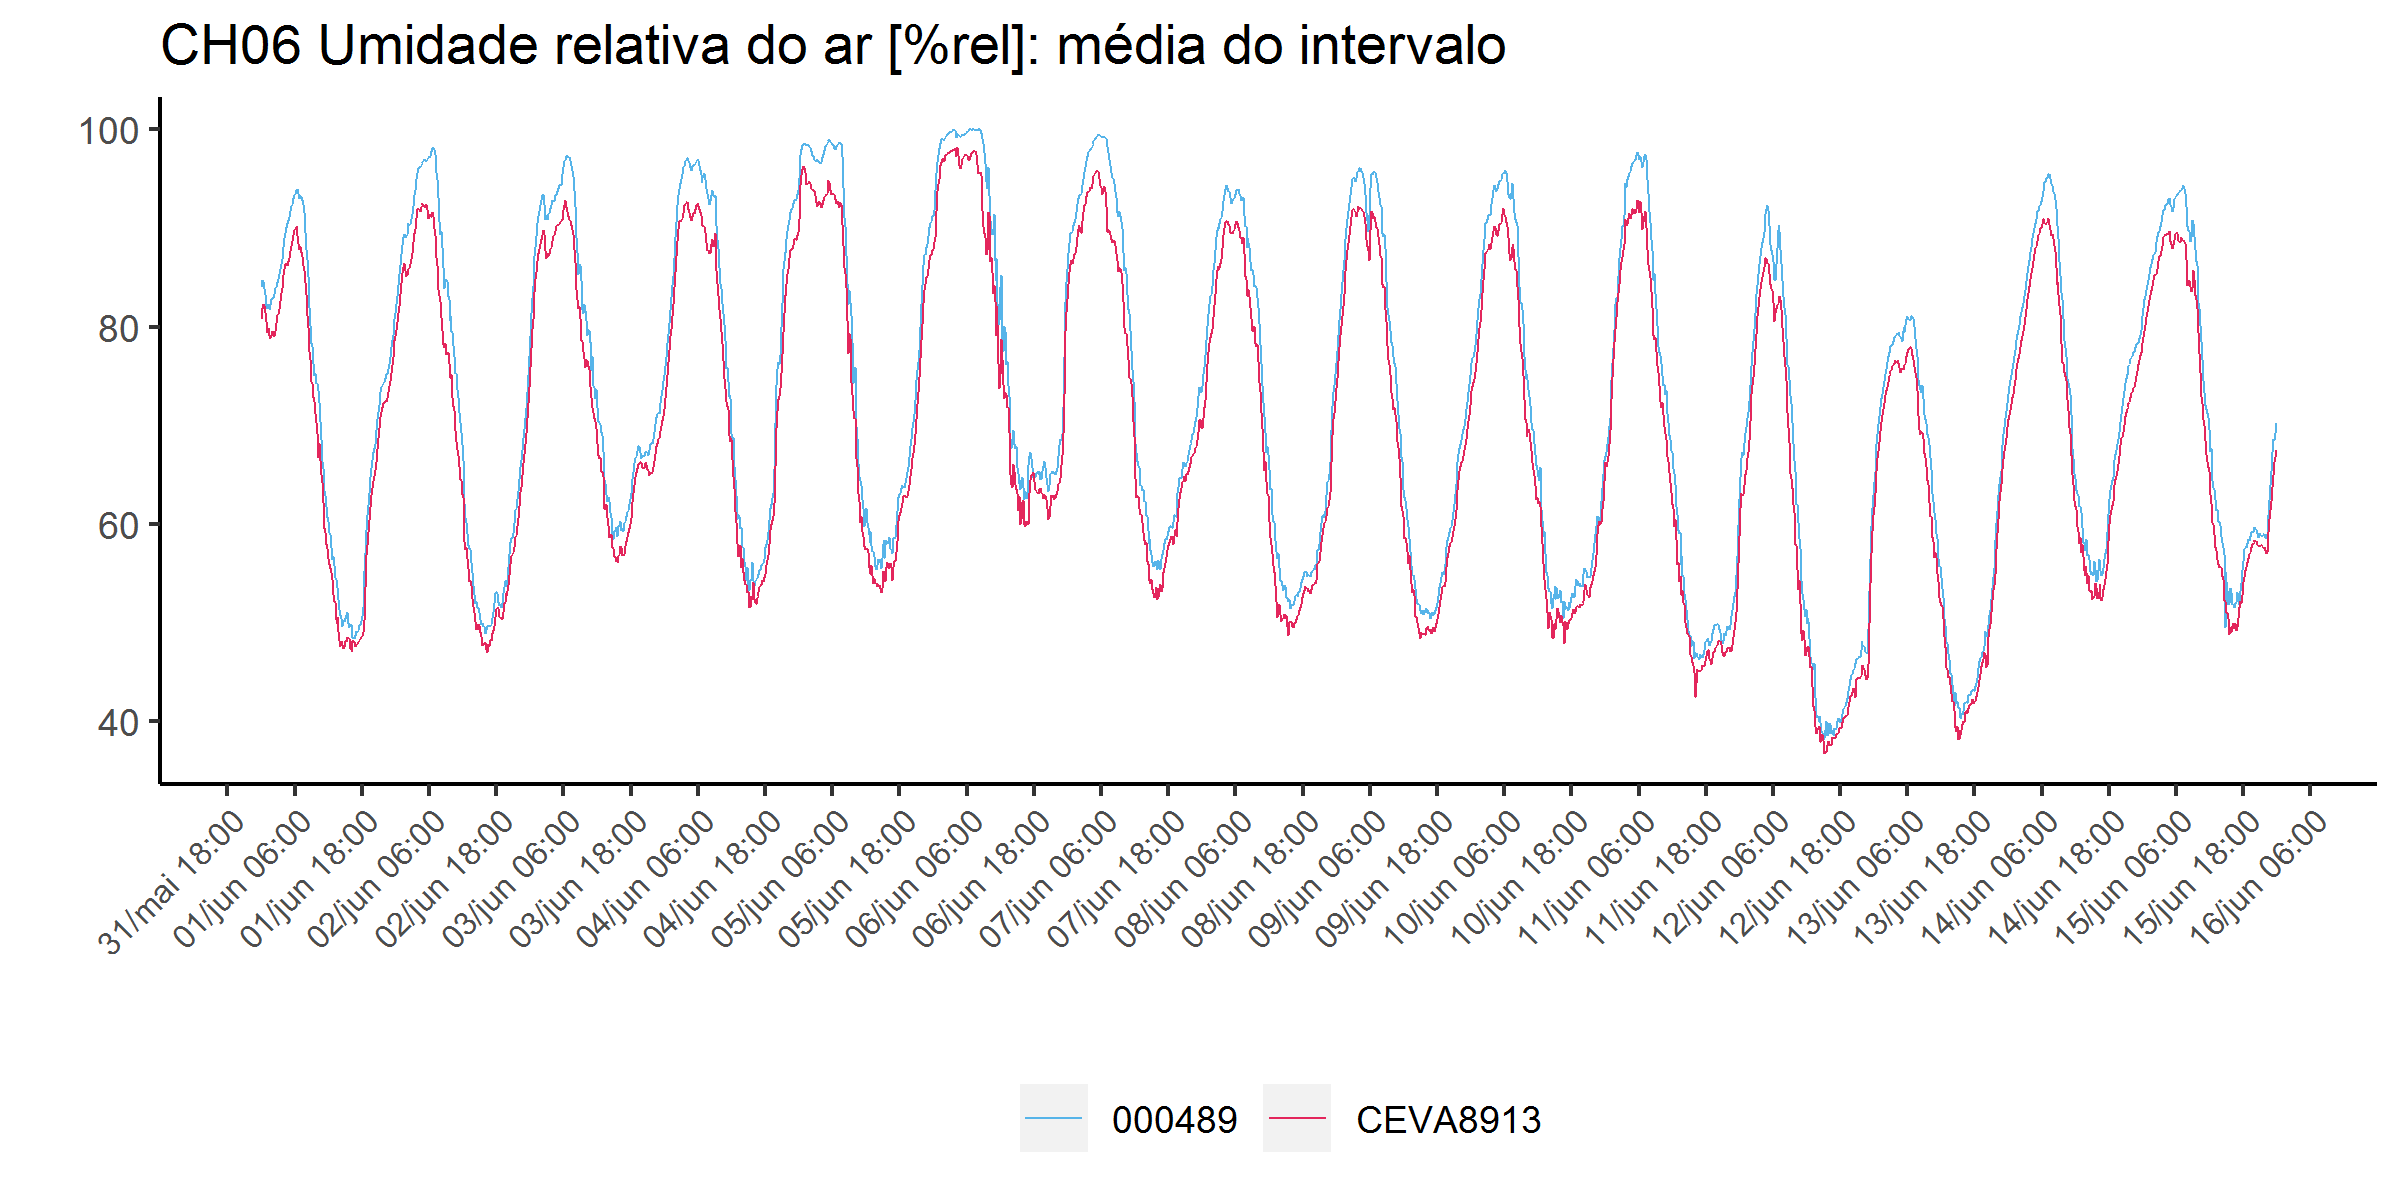 CH06 Umidade relativa do ar [%rel]: média do intervalo
100
80
60
40
31/mai 18:00
01/jun 06:00
01/jun 18:00
02/jun 06:00
02/jun 18:00
03/jun 06:00
03/jun 18:00
04/jun 06:00
04/jun 18:00
05/jun 06:00
05/jun 18:00
06/jun 06:00
06/jun 18:00
07/jun 06:00
07/jun 18:00
08/jun 06:00
08/jun 18:00
09/jun 06:00
09/jun 18:00
10/jun 06:00
10/jun 18:00
11/jun 06:00
11/jun 18:00
12/jun 06:00
12/jun 18:00
13/jun 06:00
13/jun 18:00
14/jun 06:00
14/jun 18:00
15/jun 06:00
15/jun 18:00
16/jun 06:00
000489
CEVA8913